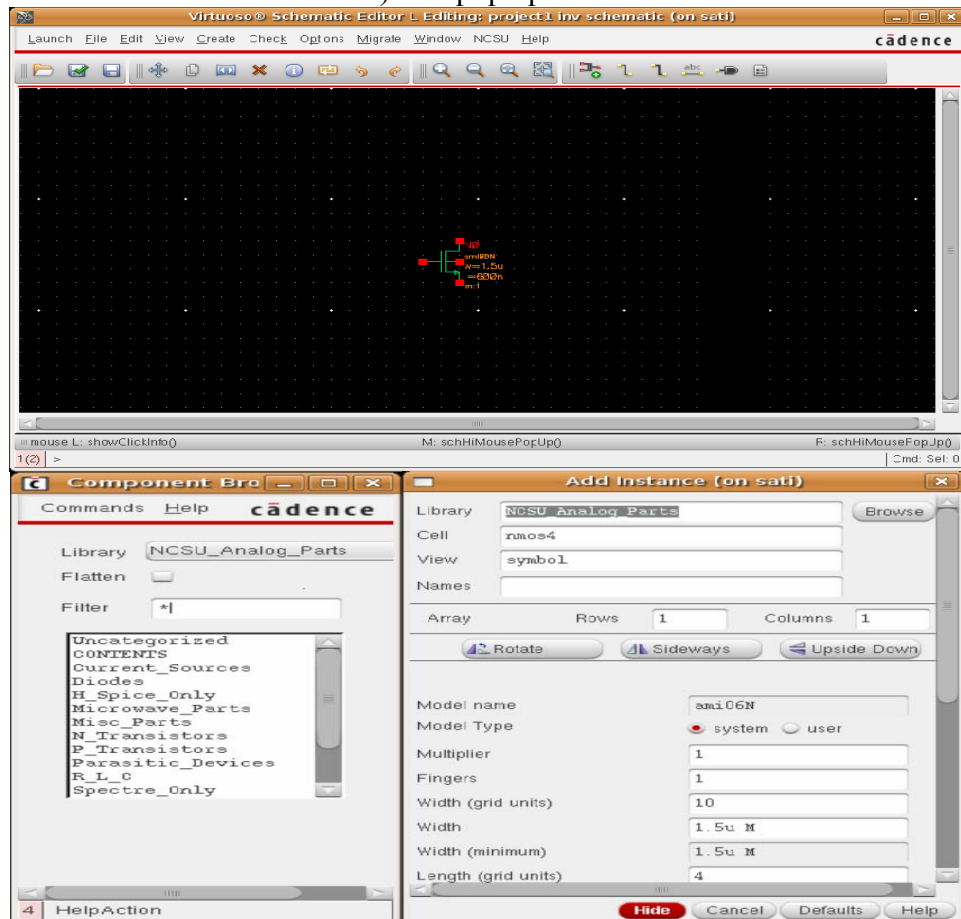 Virtuoso® Schematic Editor L Editing: project1 inv schematic (on sati)
Launch File Edit View Create Check Options Migrate Window NCSU Help cādence
abc
w=1.5u
=600n
mouse L: showClickInfo() M: schHiMousePopUp()
1(2) > Cmd: Sel: 0
Component Bro
Commands Help cādence
Library NCSU_Analog_Parts
Flatten
Filter *
Uncategorized
CONTENTS
Current_Sources
Diodes
H_Spice_Only
Microwave_Parts
Misc_Parts
N_Transistors
P_Transistors
Parasitic_Devices
R_L_C
Spectre_Only
4 HelpAction
Add Instance (on sati)
Library NCSU_Analog_Parts Browse
Cell nmos4
View symbol
Names
Array Rows 1 Columns 1
Rotate Sideways Upside Down
Model name ami06N
Model Type system user
Multiplier 1
Fingers 1
Width (grid units) 10
Width 1.5u M
Width (minimum) 1.5u M
Length (grid units) 4
Hide Cancel Defaults Help